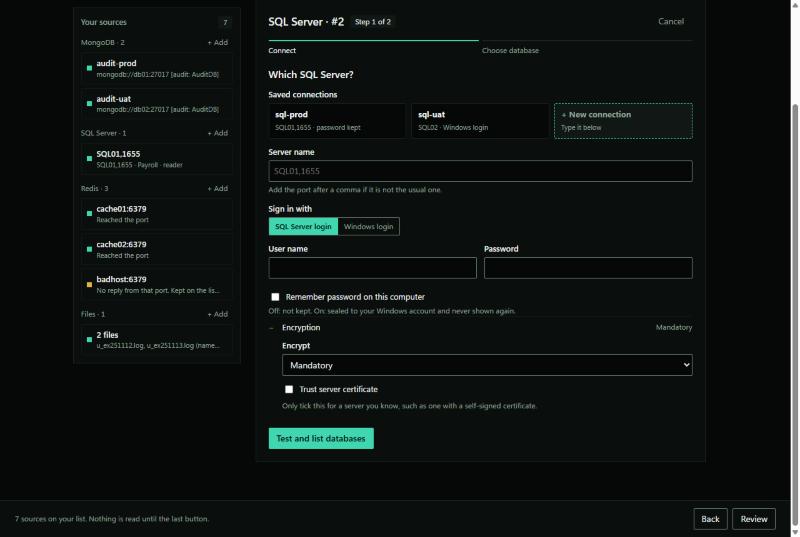 Your sources 7
MongoDB · 2 + Add
audit-prod
mongodb://db01:27017 [audit: AuditDB]
audit-uat
mongodb://db02:27017 [audit: AuditDB]
SQL Server · 1 + Add
SQL01,1655
SQL01,1655 · Payroll · reader
Redis · 3 + Add
cache01:6379
Reached the port
cache02:6379
Reached the port
badhost:6379
No reply from that port. Kept on the lis...
Files · 1 + Add
2 files
u_ex251112.log, u_ex251113.log (name...
SQL Server · #2 Step 1 of 2 Cancel
Connect Choose database
Which SQL Server?
Saved connections
sql-prod
SQL01,1655 · password kept
sql-uat
SQL02 · Windows login
+ New connection
Type it below
Server name
SQL01,1655
Add the port after a comma if it is not the usual one.
Sign in with
SQL Server login Windows login
User name Password
Remember password on this computer
Off: not kept. On: sealed to your Windows account and never shown again.
– Encryption Mandatory
Encrypt
Mandatory
Trust server certificate
Only tick this for a server you know, such as one with a self-signed certificate.
Test and list databases
7 sources on your list. Nothing is read until the last button.
Back Review